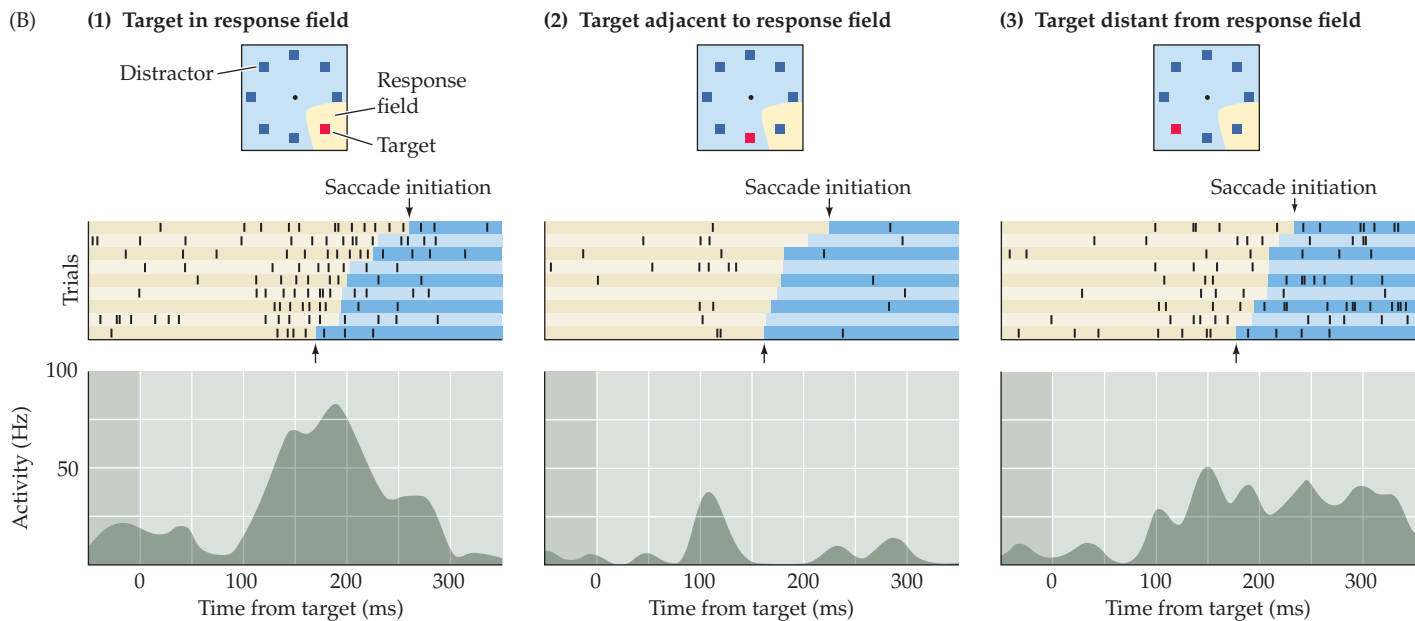 (B)
(1) Target in response field
(2) Target adjacent to response field
(3) Target distant from response field
Distractor
Response
field
Target
Saccade initiation
Saccade initiation
Saccade initiation
Trials
Activity (Hz)
100
50
0 100 200 300
Time from target (ms)
0 100 200 300
Time from target (ms)
0 100 200 300
Time from target (ms)